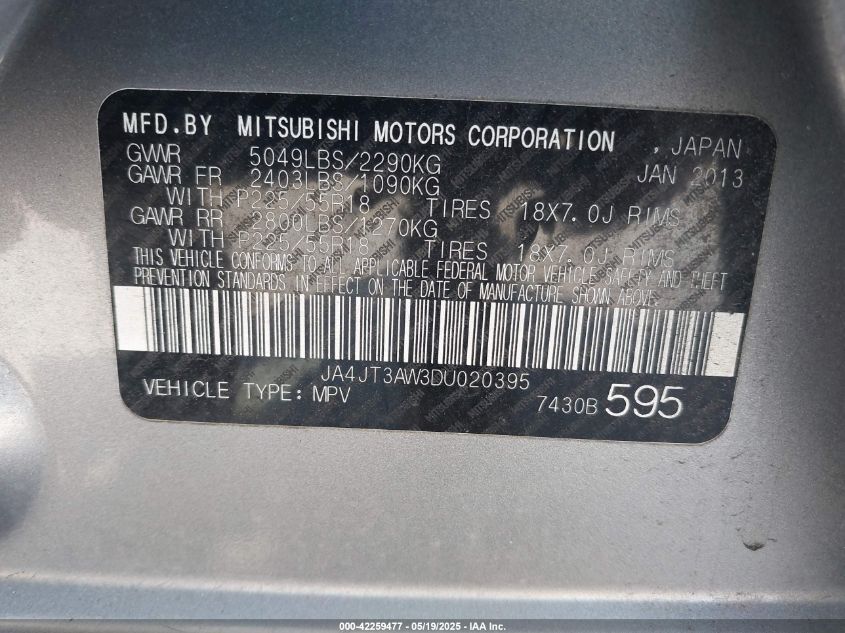 MFD.BY MITSUBISHI MOTORS CORPORATION , JAPAN
GVWR 5049LBS/2290KG JAN 2013
GAWR FR 2403LBS/1090KG
WITH P225/55R18 TIRES 18X7.0J RIMS
GAWR RR 2800LBS/1270KG
WITH P225/55R18 TIRES 18X7.0J RIMS
THIS VEHICLE CONFORMS TO ALL APPLICABLE FEDERAL MOTOR VEHICLE SAFETY AND THEFT
PREVENTION STANDARDS IN EFFECT ON THE DATE OF MANUFACTURE SHOWN ABOVE.
JA4JT3AW3DU020395
VEHICLE TYPE: MPV 7430B 595
000-42259477 - 05/19/2025 - IAA Inc.